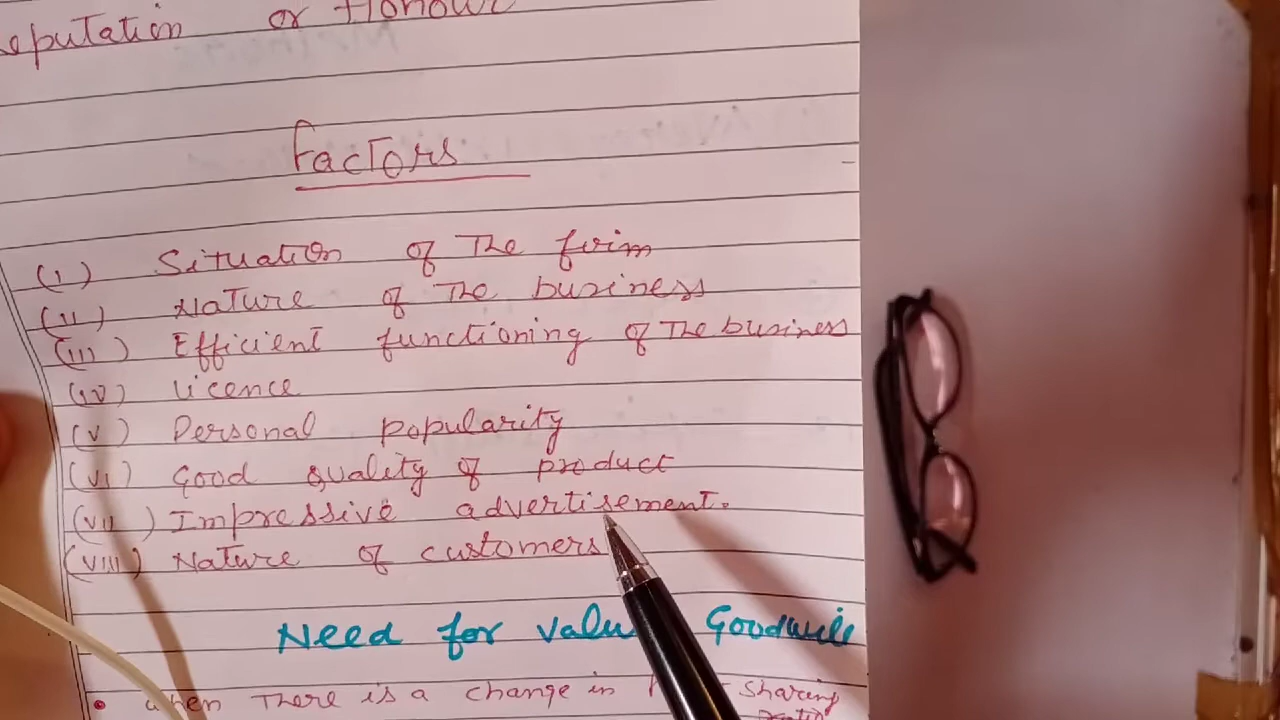 or Honour
Factors
(i) Situation of The firm
(ii) Nature of The business
(iii) Efficient functioning of The business
(iv) Licence
(v) Personal popularity
(vi) Good quality of product
(vii) Impressive advertisement.
(viii) Nature of customers
Need for Goodwill
• when There is a change in sharing